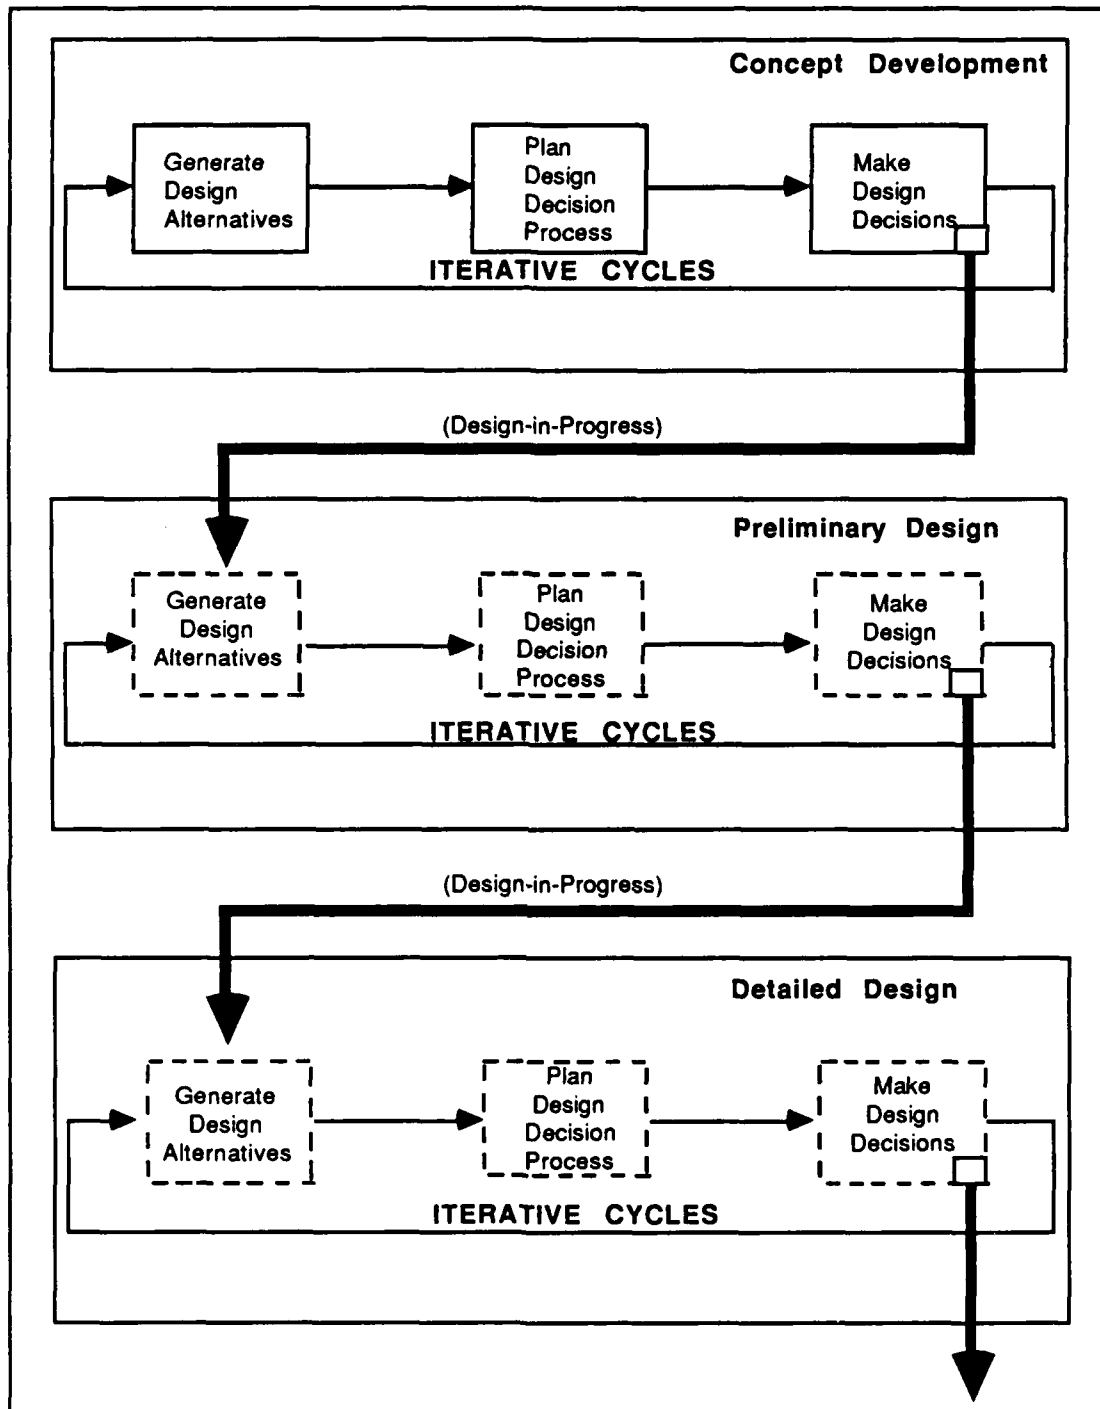 Concept Development
Generate
Design
Alternatives
Plan
Design
Decision
Process
Make
Design
Decisions
ITERATIVE CYCLES
(Design-in-Progress)
Preliminary Design
Generate
Design
Alternatives
Plan
Design
Decision
Process
Make
Design
Decisions
ITERATIVE CYCLES
(Design-in-Progress)
Detailed Design
Generate
Design
Alternatives
Plan
Design
Decision
Process
Make
Design
Decisions
ITERATIVE CYCLES